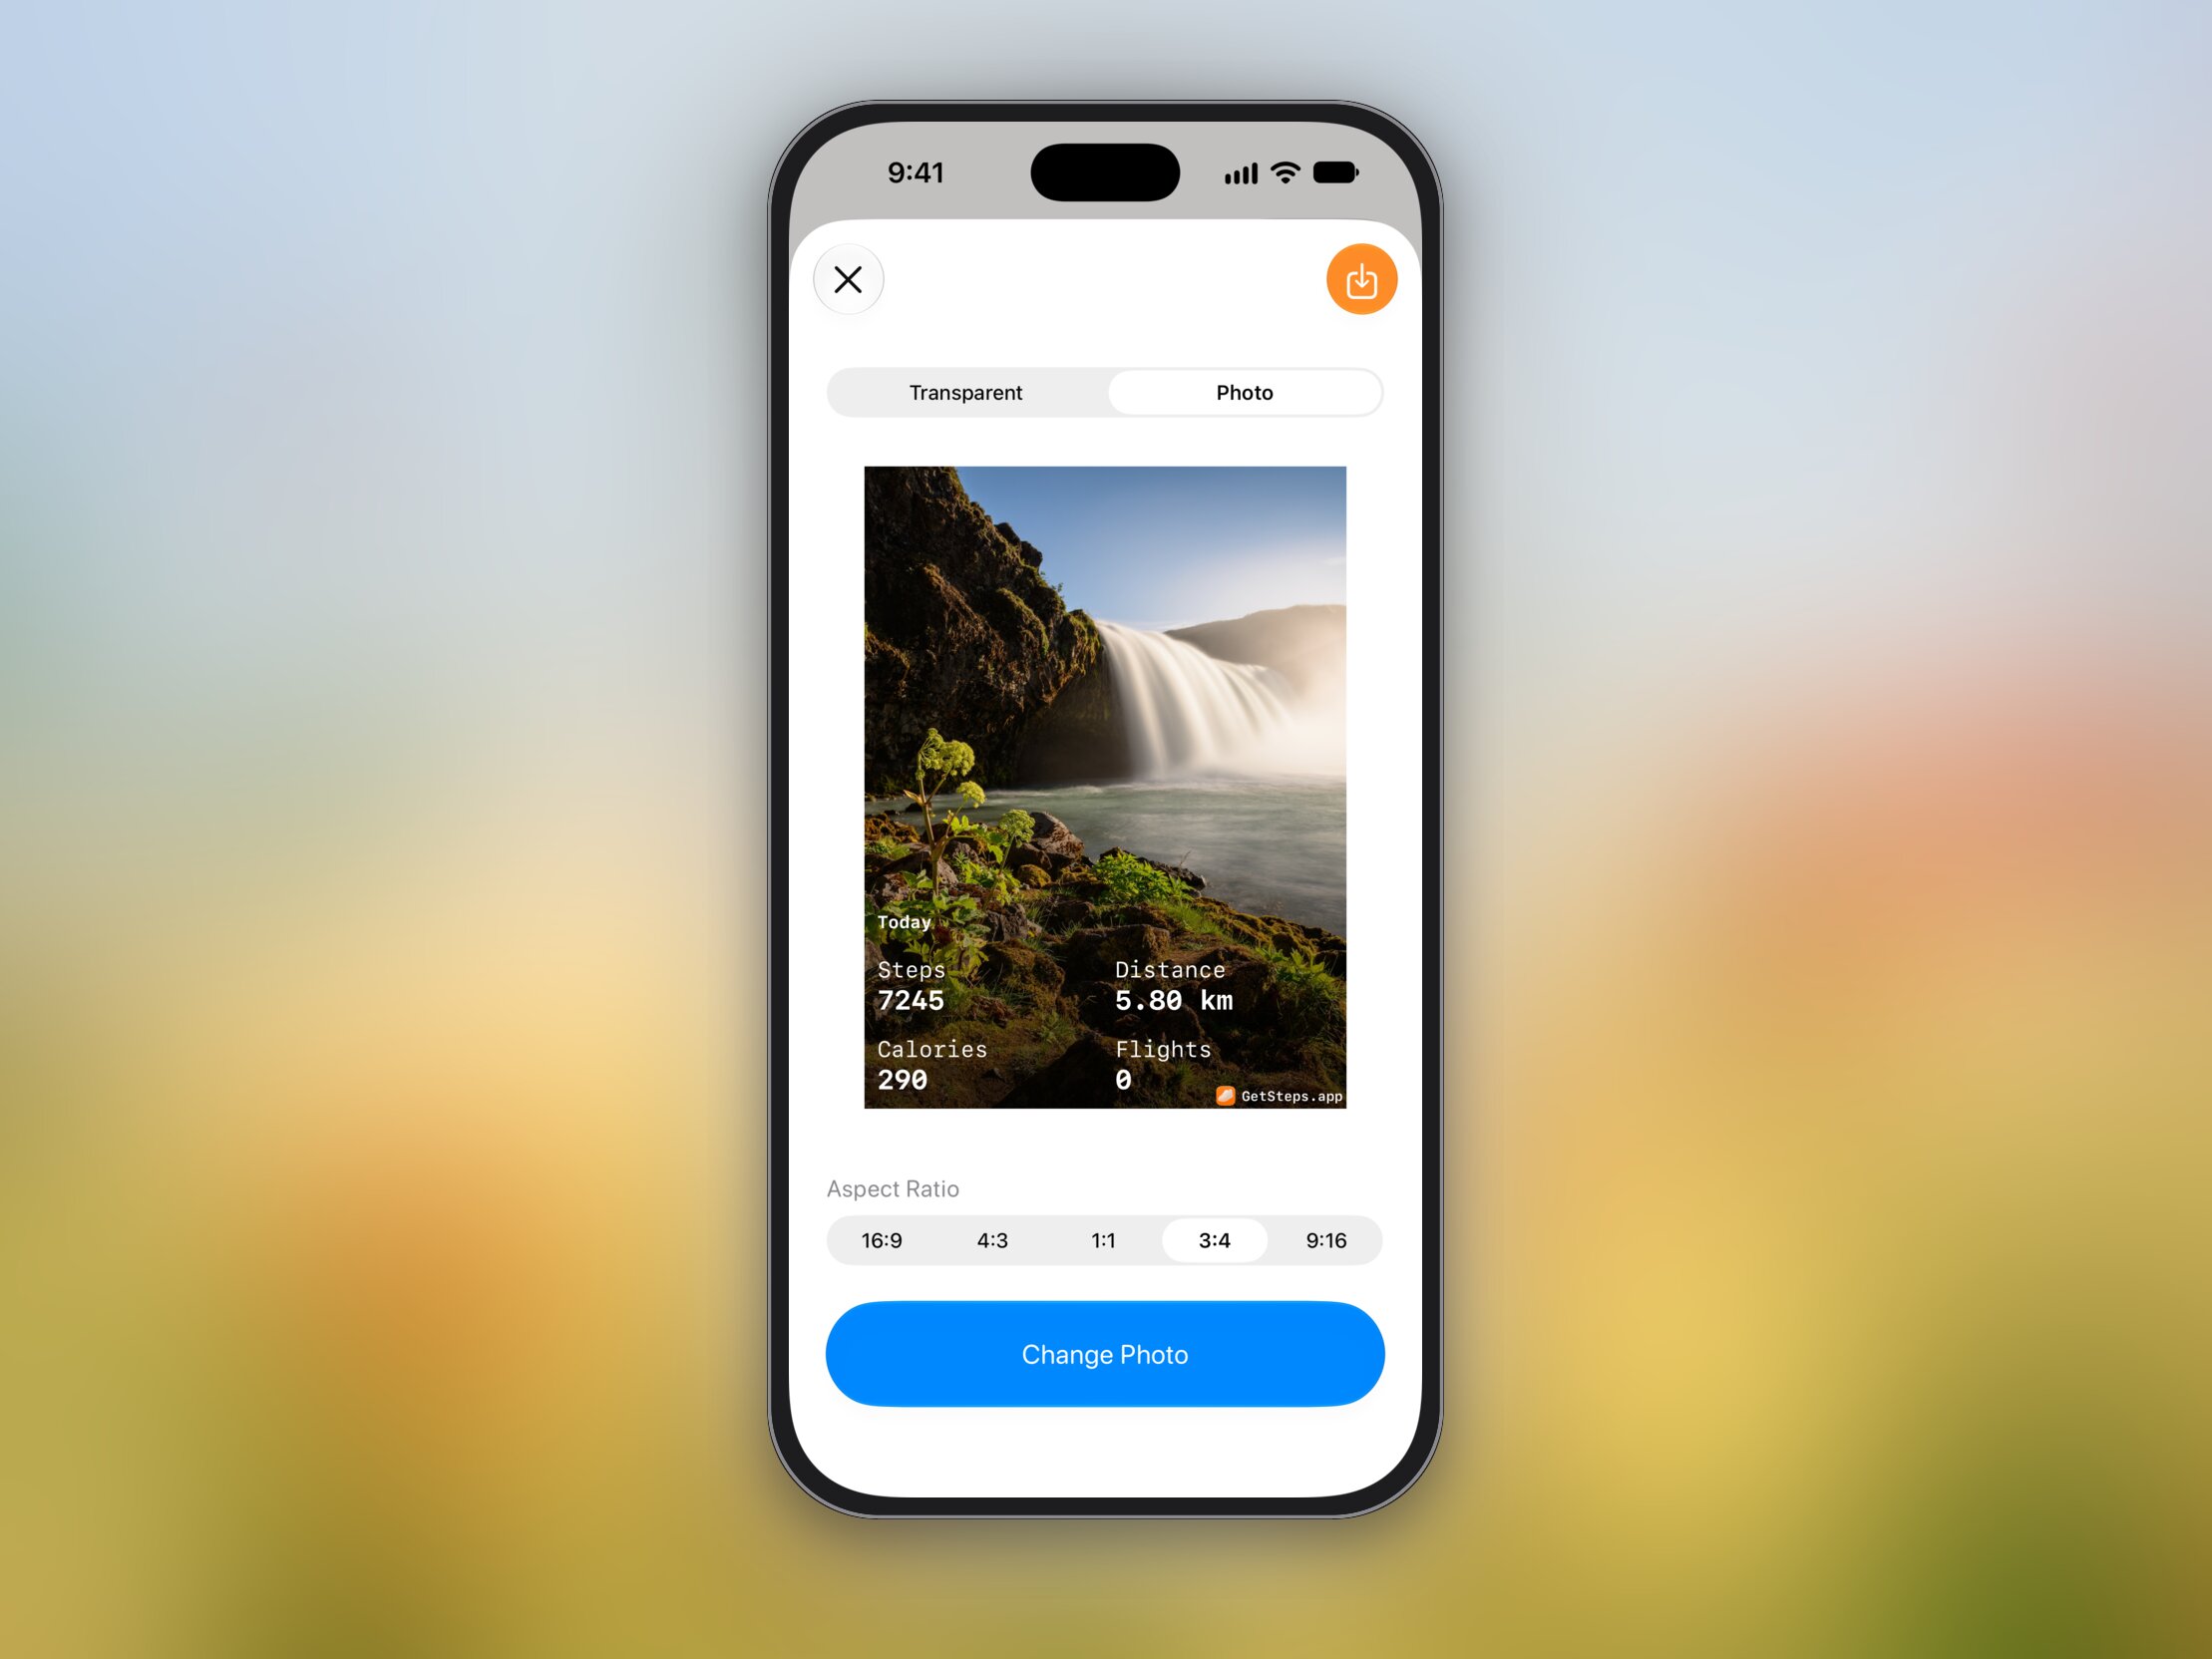 9:41
Transparent Photo
Today
Steps Distance
7245 5.80 km
Calories Flights
290 0
GetSteps.app
Aspect Ratio
16:9 4:3 1:1 3:4 9:16
Change Photo